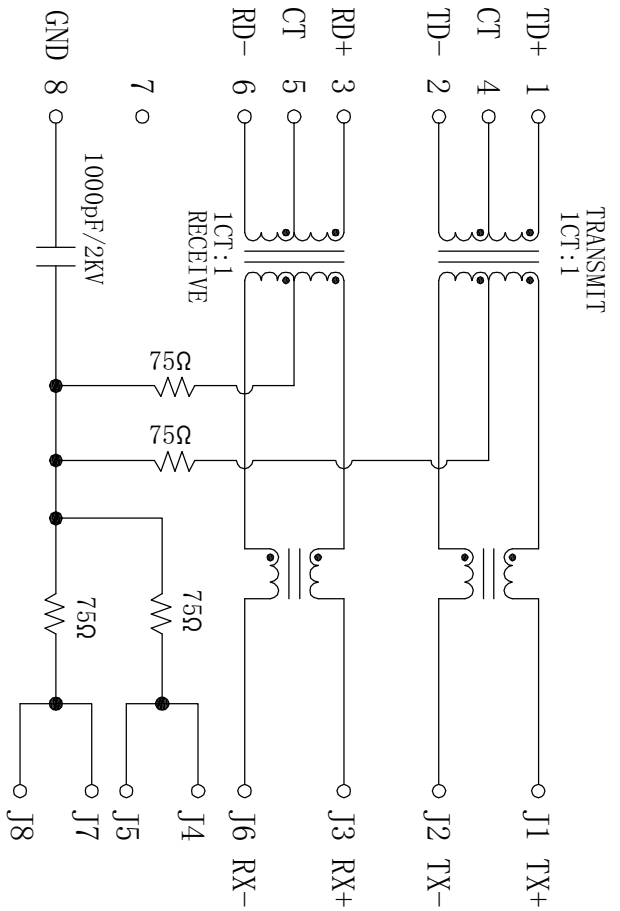 TRANSMIT
1CT:1
TD+ 1
CT 4
TD- 2
J1 TX+
J2 TX-
RD+ 3
CT 5
RD- 6
1CT:1
RECEIVE
J3 RX+
J6 RX-
75Ω
75Ω
7
GND 8
1000pF/2KV
75Ω
75Ω
J4
J5
J7
J8